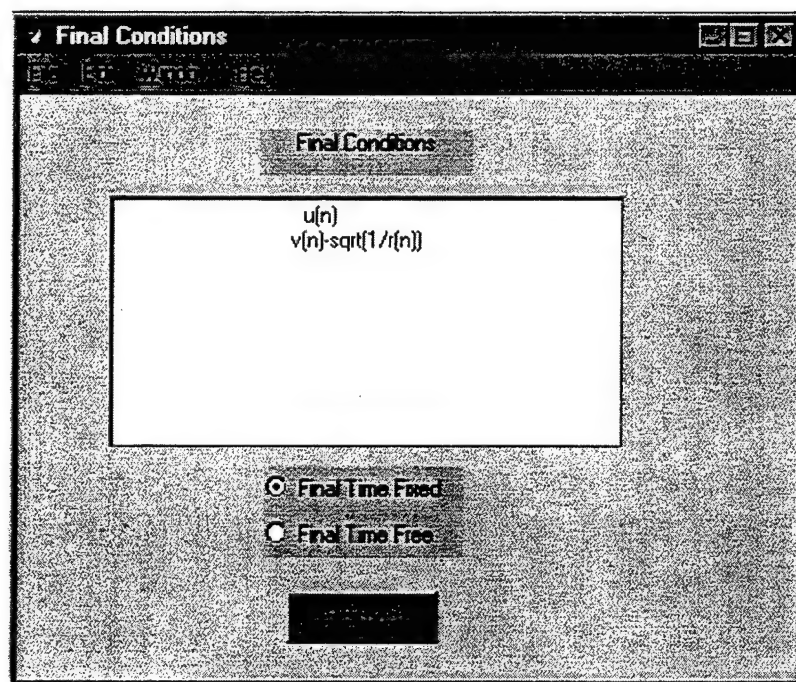 Final Conditions
Final Conditions
u(n)
v(n)-sqrt(1/r(n))
Final Time Fixed
Final Time Free